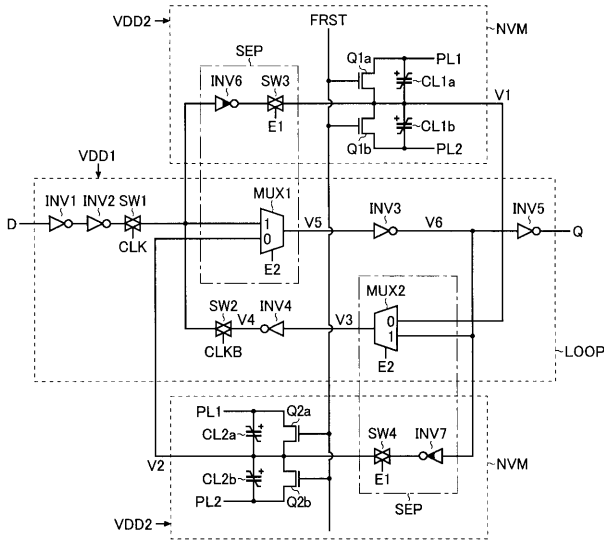 VDD2
FRST
NVM
SEP
Q1a
PL1
INV6
SW3
CL1a
V1
E1
CL1b
Q1b
PL2
VDD1
INV1
INV2
SW1
MUX1
INV3
INV5
D
1
V5
V6
Q
0
CLK
E2
MUX2
SW2
INV4
V4
V3
0
1
CLKB
E2
LOOP
PL1
Q2a
CL2a
SW4
INV7
V2
CL2b
E1
NVM
PL2
Q2b
SEP
VDD2